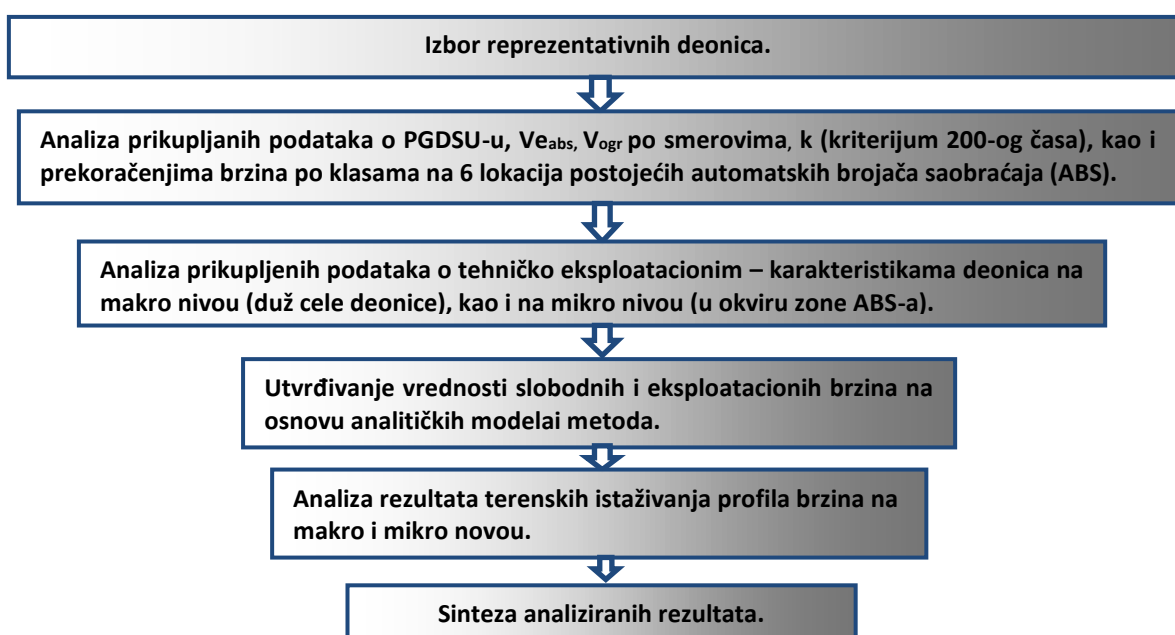 Izbor reprezentativnih deonica.
Analiza prikupljanih podataka o PGDSU-u, Veabs, Vogr po smerovima, k (kriterijum 200-og časa), kao i
prekoračenjima brzina po klasama na 6 lokacija postojećih automatskih brojača saobraćaja (ABS).
Analiza prikupljenih podataka o tehničko eksploatacionim – karakteristikama deonica na
makro nivou (duž cele deonice), kao i na mikro nivou (u okviru zone ABS-a).
Utvrđivanje vrednosti slobodnih i eksploatacionih brzina na
osnovu analitičkih modelai metoda.
Analiza rezultata terenskih istaživanja profila brzina na
makro i mikro novou.
Sinteza analiziranih rezultata.